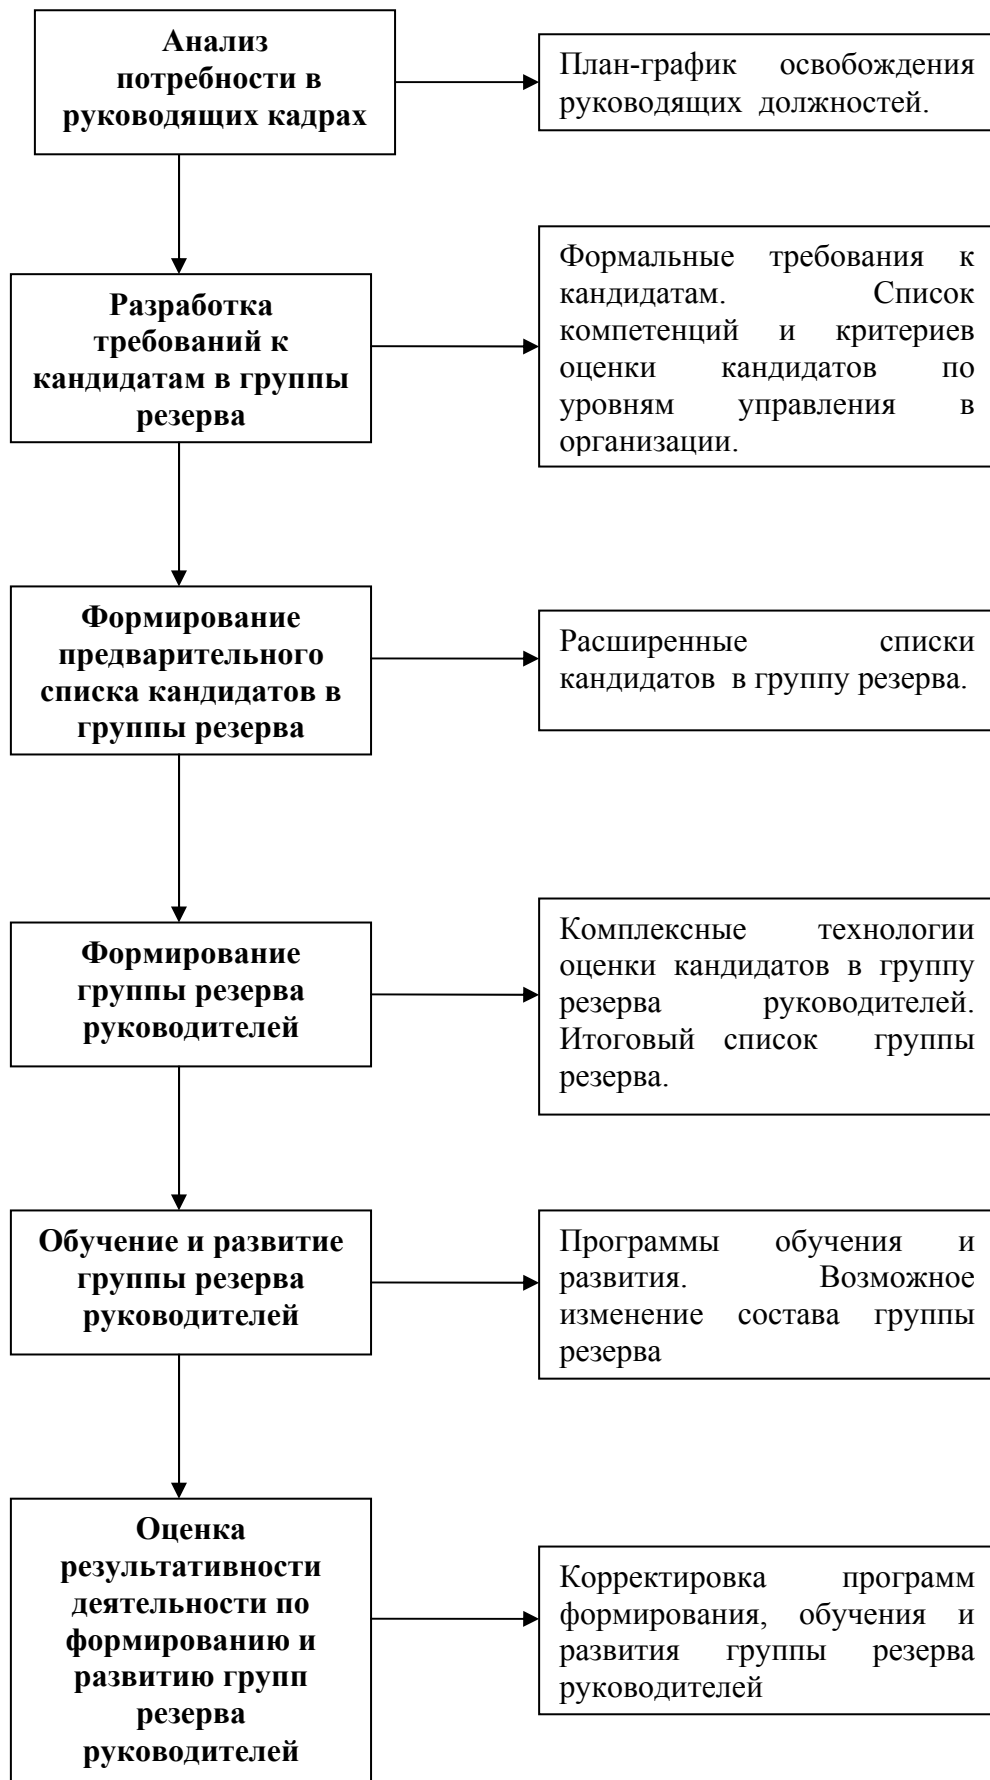 Анализ
потребности в
руководящих кадрах
План-график освобождения
руководящих должностей.
Разработка
требований к
кандидатам в группы
резерва
Формальные требования к
кандидатам. Список
компетенций и критериев
оценки кандидатов по
уровням управления в
организации.
Формирование
предварительного
списка кандидатов в
группы резерва
Расширенные списки
кандидатов в группу резерва.
Формирование
группы резерва
руководителей
Комплексные технологии
оценки кандидатов в группу
резерва руководителей.
Итоговый список группы
резерва.
Обучение и развитие
группы резерва
руководителей
Программы обучения и
развития. Возможное
изменение состава группы
резерва
Оценка
результативности
деятельности по
формированию и
развитию групп
резерва
руководителей
Корректировка программ
формирования, обучения и
развития группы резерва
руководителей